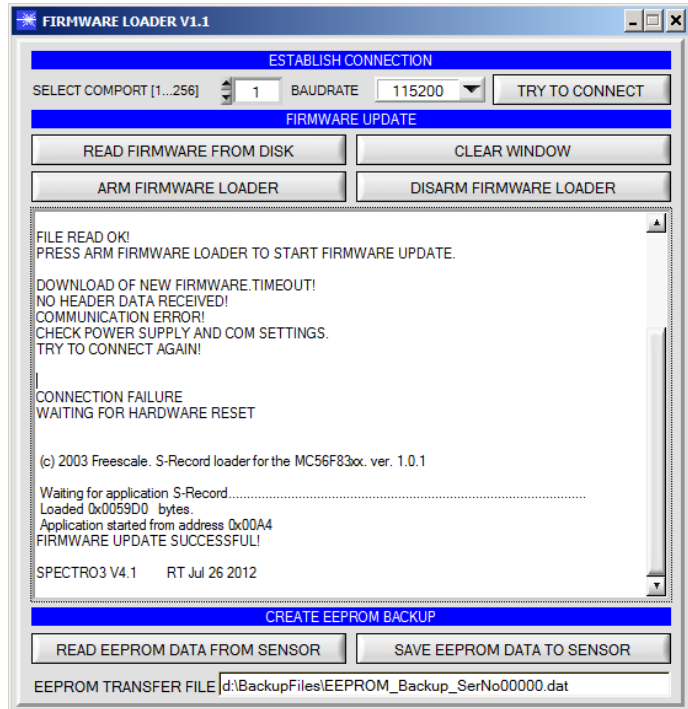 FIRMWARE LOADER V1.1
ESTABLISH CONNECTION
SELECT COMPORT [1...256] 1 BAUDRATE 115200 TRY TO CONNECT
FIRMWARE UPDATE
READ FIRMWARE FROM DISK CLEAR WINDOW
ARM FIRMWARE LOADER DISARM FIRMWARE LOADER
FILE READ OK!
PRESS ARM FIRMWARE LOADER TO START FIRMWARE UPDATE.
DOWNLOAD OF NEW FIRMWARE.TIMEOUT!
NO HEADER DATA RECEIVED!
COMMUNICATION ERROR!
CHECK POWER SUPPLY AND COM SETTINGS.
TRY TO CONNECT AGAIN!
CONNECTION FAILURE
WAITING FOR HARDWARE RESET
(c) 2003 Freescale. S-Record loader for the MC56F83xx. ver. 1.0.1
Waiting for application S-Record.............................................................................................
Loaded 0x0059D0 bytes.
Application started from address 0x00A4
FIRMWARE UPDATE SUCCESSFUL!
SPECTRO3 V4.1 RT Jul 26 2012
CREATE EEPROM BACKUP
READ EEPROM DATA FROM SENSOR SAVE EEPROM DATA TO SENSOR
EEPROM TRANSFER FILE d:\BackupFiles\EEPROM_Backup_SerNo00000.dat